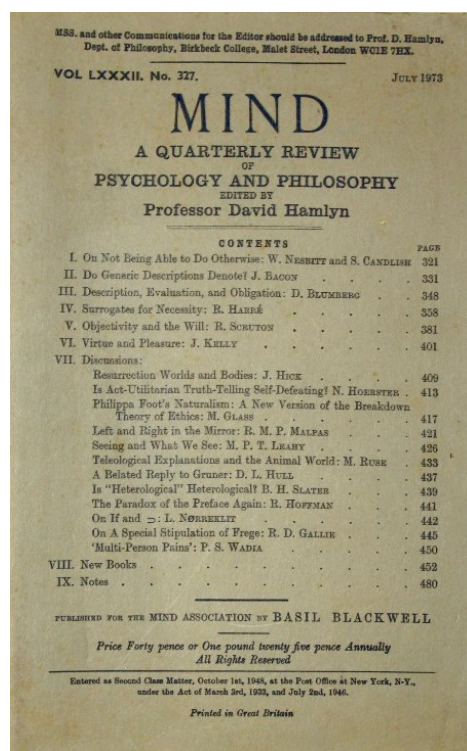 MSS. and other Communications for the Editor should be addressed to Prof. D. Hamlyn,
Dept. of Philosophy, Birkbeck College, Malet Street, London WC1E 7HX.
VOL LXXXII. No. 327. JULY 1973
MIND
A QUARTERLY REVIEW
OF
PSYCHOLOGY AND PHILOSOPHY
EDITED BY
Professor David Hamlyn
CONTENTS
PAGE
I. On Not Being Able to Do Otherwise: W. NESBITT and S. CANDLISH 321
II. Do Generic Descriptions Denote? J. BACON . . . . 331
III. Description, Evaluation, and Obligation: D. BLUMBERG . . . 348
IV. Surrogates for Necessity: R. HARRÉ . . . . . 358
V. Objectivity and the Will: R. SCRUTON . . . . . 381
VI. Virtue and Pleasure: J. KELLY . . . . . 401
VII. Discussions:
Resurrection Worlds and Bodies: J. HICK . . . . 409
Is Act-Utilitarian Truth-Telling Self-Defeating? N. HOERSTER . 413
Philippa Foot's Naturalism: A New Version of the Breakdown
Theory of Ethics: M. GLASS . . . . . 417
Left and Right in the Mirror: R. M. P. MALPAS . . . 421
Seeing and What We See: M. P. T. LEAHY . . . . 426
Teleological Explanations and the Animal World: M. RUSE . 433
A Belated Reply to Gruner: D. L. HULL . . . . 437
Is "Heterological" Heterological? B. H. SLATER . . . 439
The Paradox of the Preface Again: R. HOFFMAN . . . 441
On If and ⊃: L. NØRREKLIT . . . . . 442
On A Special Stipulation of Frege: R. D. GALLIE . . . 445
'Multi-Person Pains': P. S. WADIA . . . . . 450
VIII. New Books . . . . . . . . . . 452
IX. Notes . . . . . . . . . . . 480
PUBLISHED FOR THE MIND ASSOCIATION BY BASIL BLACKWELL
Price Forty pence or One pound twenty five pence Annually
All Rights Reserved
Entered as Second Class Matter, October 1st, 1948, at the Post Office at New York, N.Y.,
under the Act of March 3rd, 1933, and July 2nd, 1946.
Printed in Great Britain